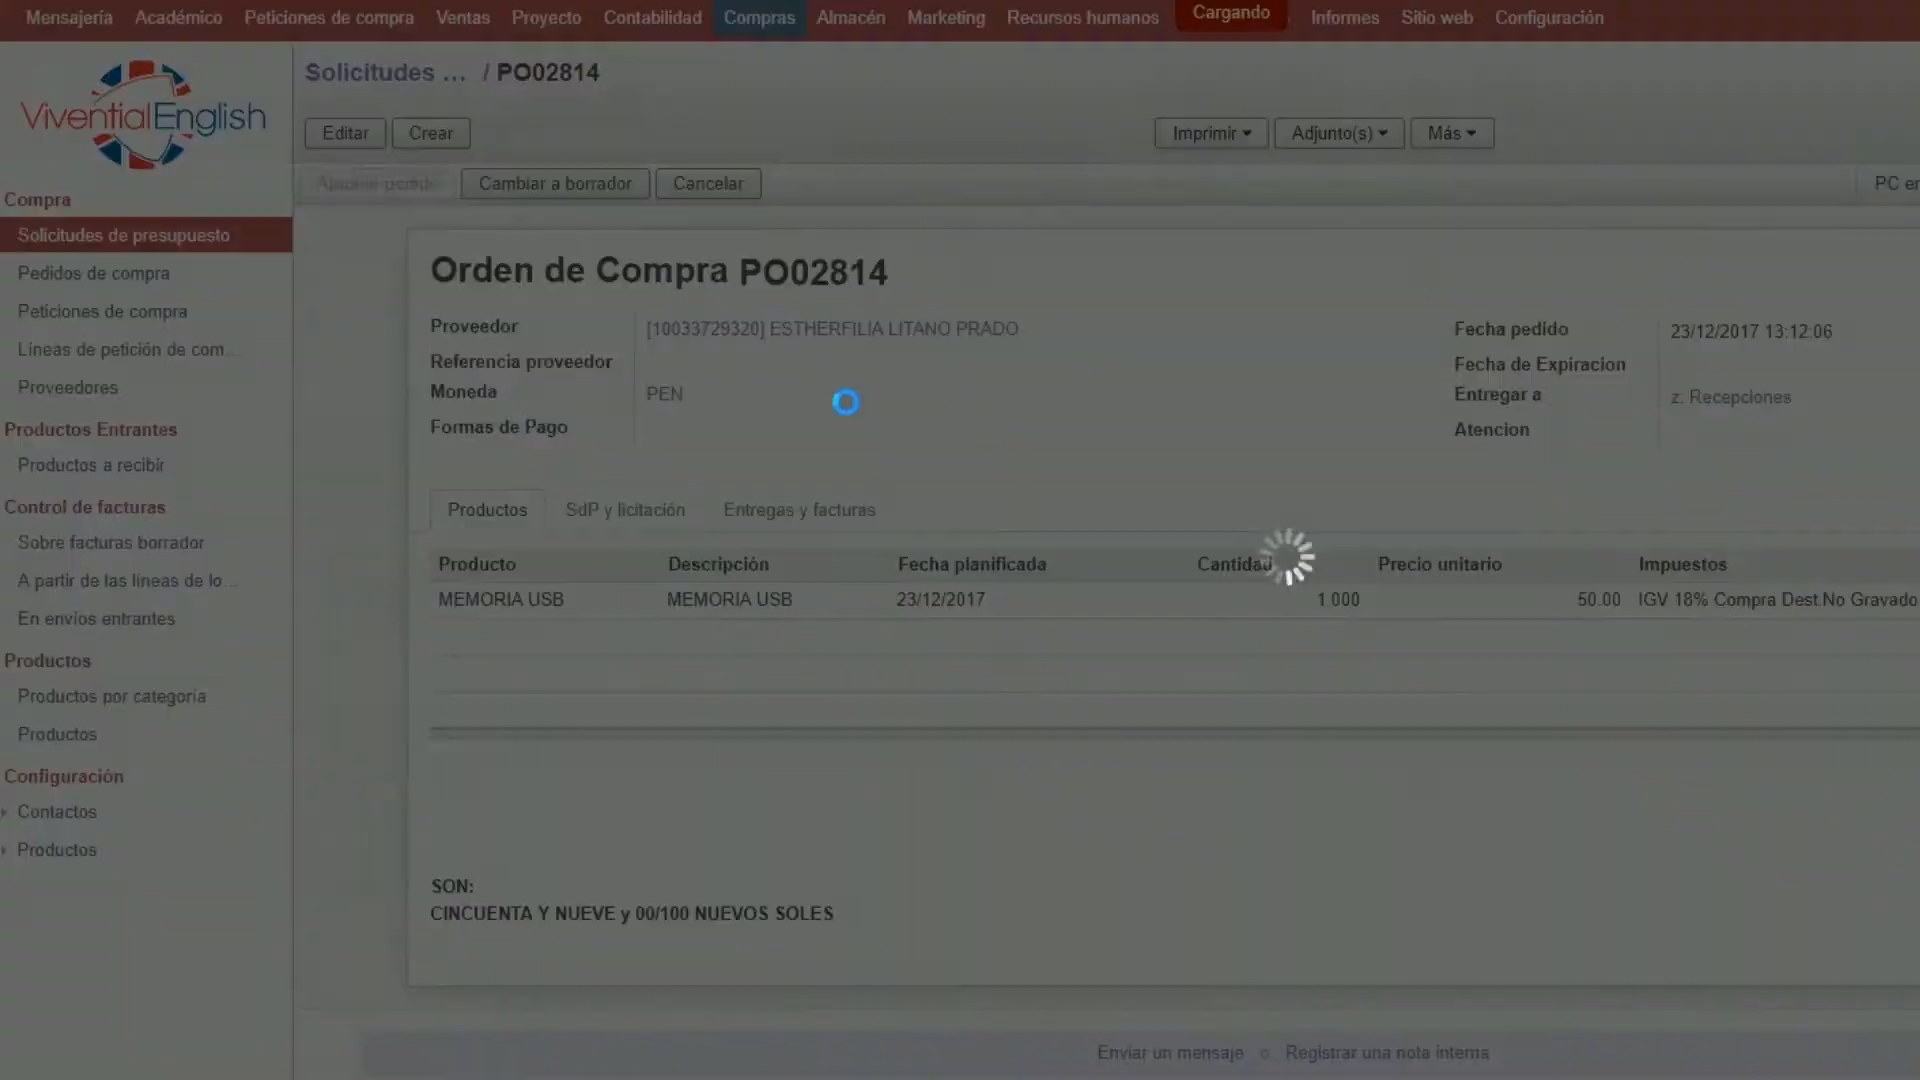 Mensajería Académico Peticiones de compra Ventas Proyecto Contabilidad Compras Almacén Marketing Recursos humanos Cargando Informes Sitio web Configuración
ViventialEnglish
Solicitudes ... / PO02814
Editar Crear Imprimir Adjunto(s) Más
pedido Cambiar a borrador Cancelar PC en
Compra
Solicitudes de presupuesto
Pedidos de compra
Peticiones de compra
Líneas de petición de com...
Proveedores
Productos Entrantes
Productos a recibir
Control de facturas
Sobre facturas borrador
A partir de las líneas de lo...
En envíos entrantes
Productos
Productos por categoría
Productos
Configuración
Contactos
Productos
Orden de Compra PO02814
Proveedor [10033729320] ESTHERFILIA LITANO PRADO
Referencia proveedor
Moneda PEN
Formas de Pago
Fecha pedido 23/12/2017 13:12:06
Fecha de Expiracion
Entregar a z: Recepciones
Atencion
Productos SdP y licitación Entregas y facturas
Producto Descripción Fecha planificada Cantidad Precio unitario Impuestos
MEMORIA USB MEMORIA USB 23/12/2017 1 000 50.00 IGV 18% Compra Dest.No Gravado
SON:
CINCUENTA Y NUEVE y 00/100 NUEVOS SOLES
Enviar un mensaje o Registrar una nota interna